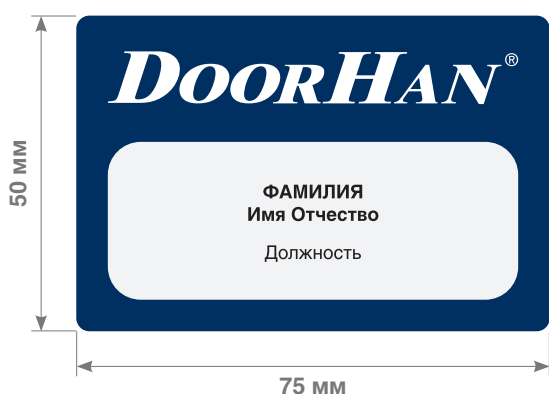 DOORHAN®
ФАМИЛИЯ
Имя Отчество
Должность
50 мм
75 мм